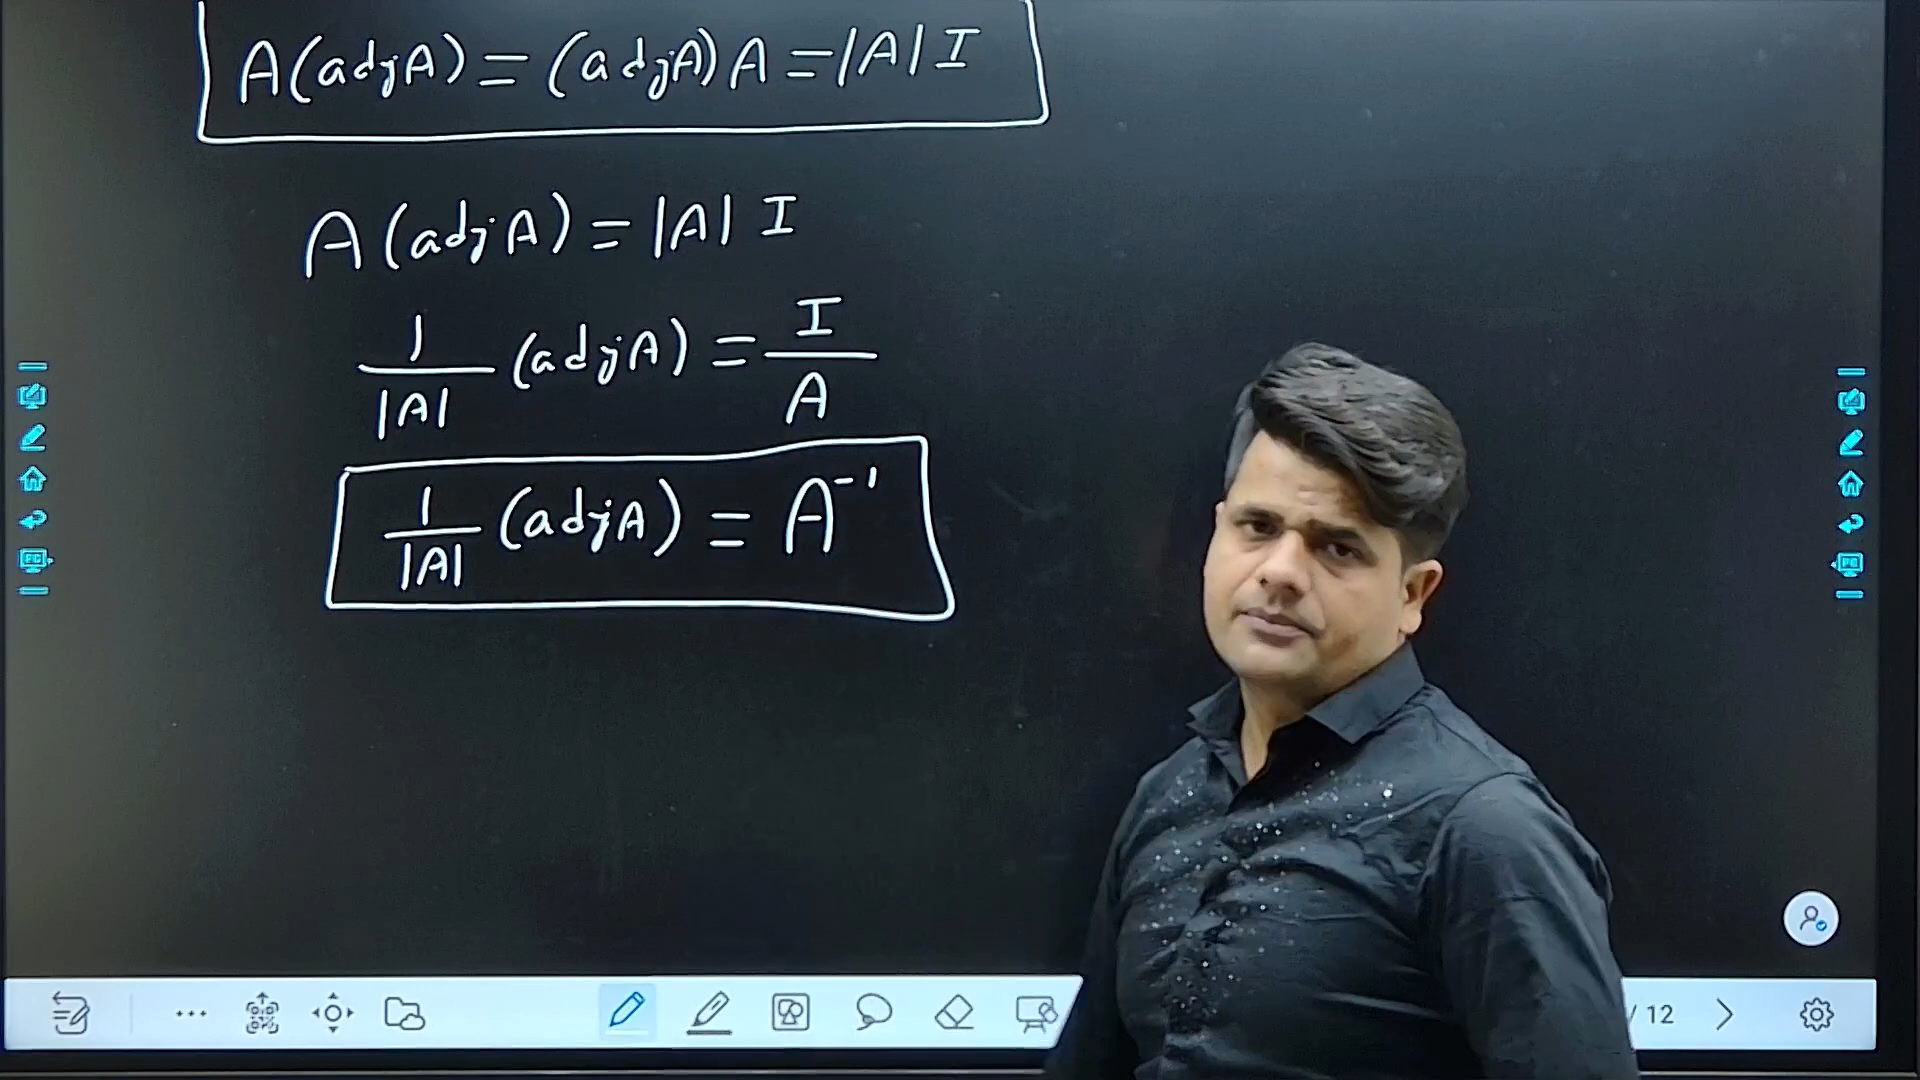 A(adjA) = (adjA) A = |A| I
A (adj A) = |A| I
1/|A| (adjA) = I/A
1/|A| (adjA) = A⁻¹
/ 12